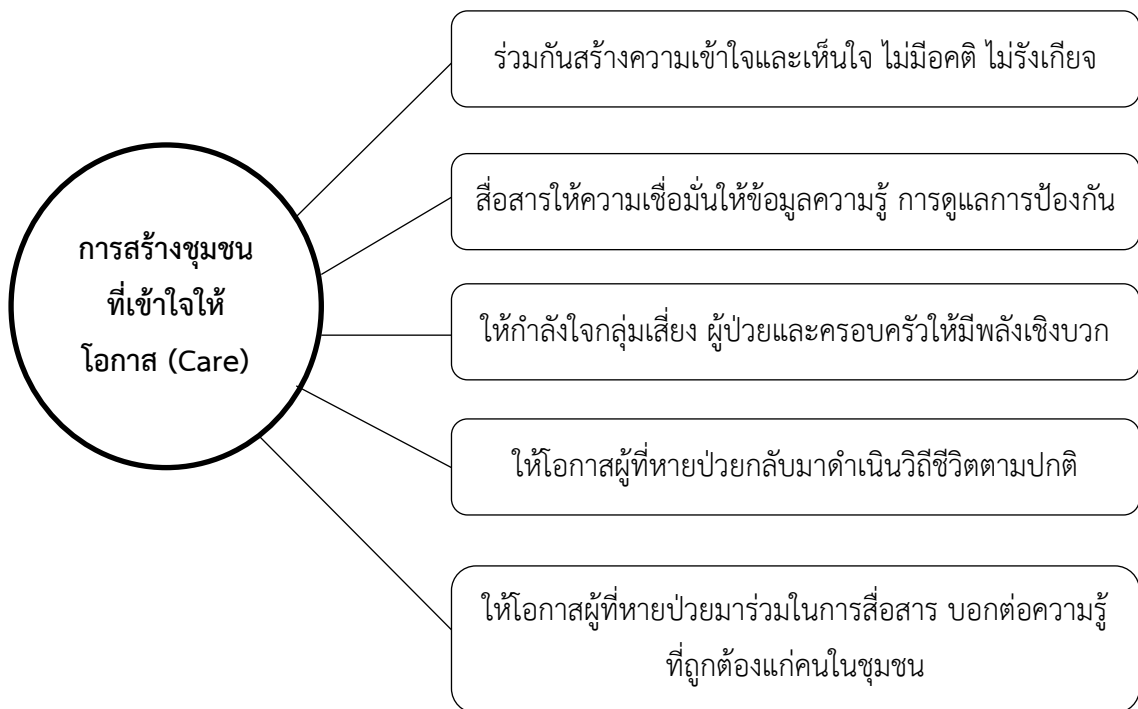 ร่วมกันสร้างความเข้าใจและเห็นใจ ไม่มีอคติ ไม่รังเกียจ
สื่อสารให้ความเชื่อมั่นให้ข้อมูลความรู้ การดูแลการป้องกัน
การสร้างชุมชน
ที่เข้าใจให้
โอกาส (Care)
ให้กำลังใจกลุ่มเสี่ยง ผู้ป่วยและครอบครัวให้มีพลังเชิงบวก
ให้โอกาสผู้ที่หายป่วยกลับมาดำเนินวิถีชีวิตตามปกติ
ให้โอกาสผู้ที่หายป่วยมาร่วมในการสื่อสาร บอกต่อความรู้
ที่ถูกต้องแก่คนในชุมชน